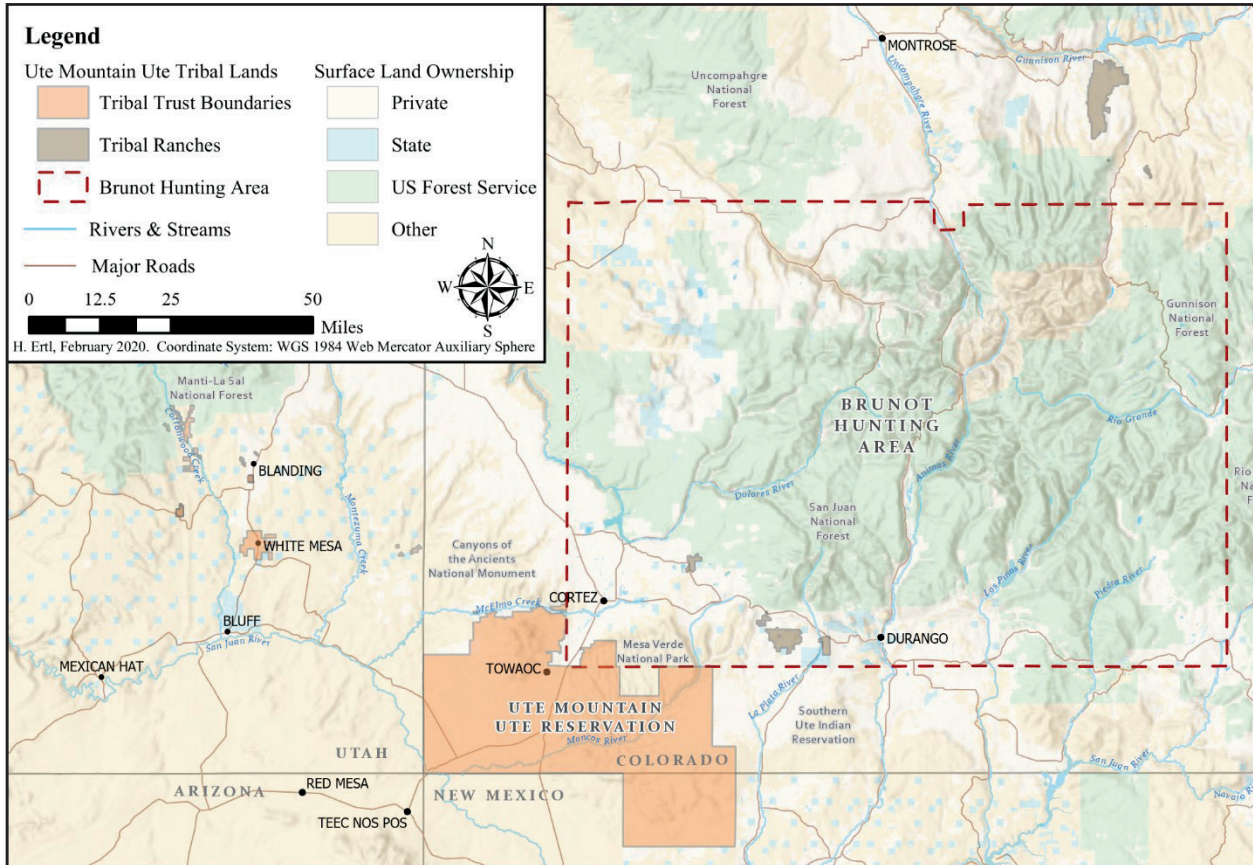 Legend
Ute Mountain Ute Tribal Lands
Tribal Trust Boundaries
Tribal Ranches
Brunot Hunting Area
Rivers & Streams
Major Roads
Surface Land Ownership
Private
State
US Forest Service
Other
N
W E
S
0 12.5 25 50
Miles
H. Ertl, February 2020. Coordinate System: WGS 1984 Web Mercator Auxiliary Sphere
MONTROSE
Gunnison River
Uncompahgre
National
Forest
Uncompahgre River
Gunnison
National
Forest
Manti-La Sal
National Forest
Cottonwood Creek
BLANDING
Montezuma Creek
WHITE MESA
BLUFF
San Juan River
MEXICAN HAT
BRUNOT
HUNTING
AREA
Rio Grande
Animas River
Dolores River
San Juan
National
Forest
Rio
Na
F
Los Pinos River
Piedra River
Canyons of
the Ancients
National Monument
McElmo Creek
CORTEZ
Mesa Verde
National Park
DURANGO
TOWAOC
UTE MOUNTAIN
UTE RESERVATION
Mancos River
La Plata River
Southern
Ute Indian
Reservation
UTAH
COLORADO
ARIZONA
NEW MEXICO
RED MESA
TEEC NOS POS
San Juan River
Navajo Ri